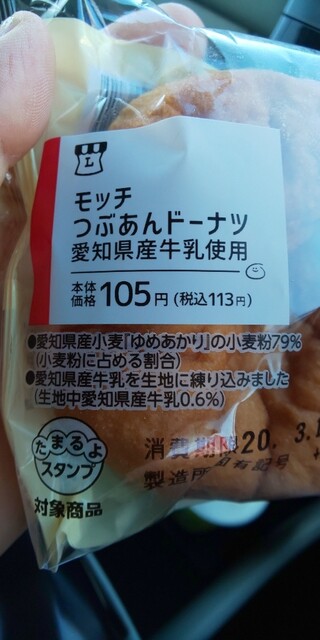 L
モッチ
つぶあんドーナツ
愛知県産牛乳使用
本体
価格 105円 (税込113円)
●愛知県産小麦『ゆめあかり』の小麦粉79%
(小麦粉に占める割合)
●愛知県産牛乳を生地に練り込みました
(生地中愛知県産牛乳0.6%)
たまるよ
スタンプ
対象商品
消費期限20. 3.1
製造所固有記号